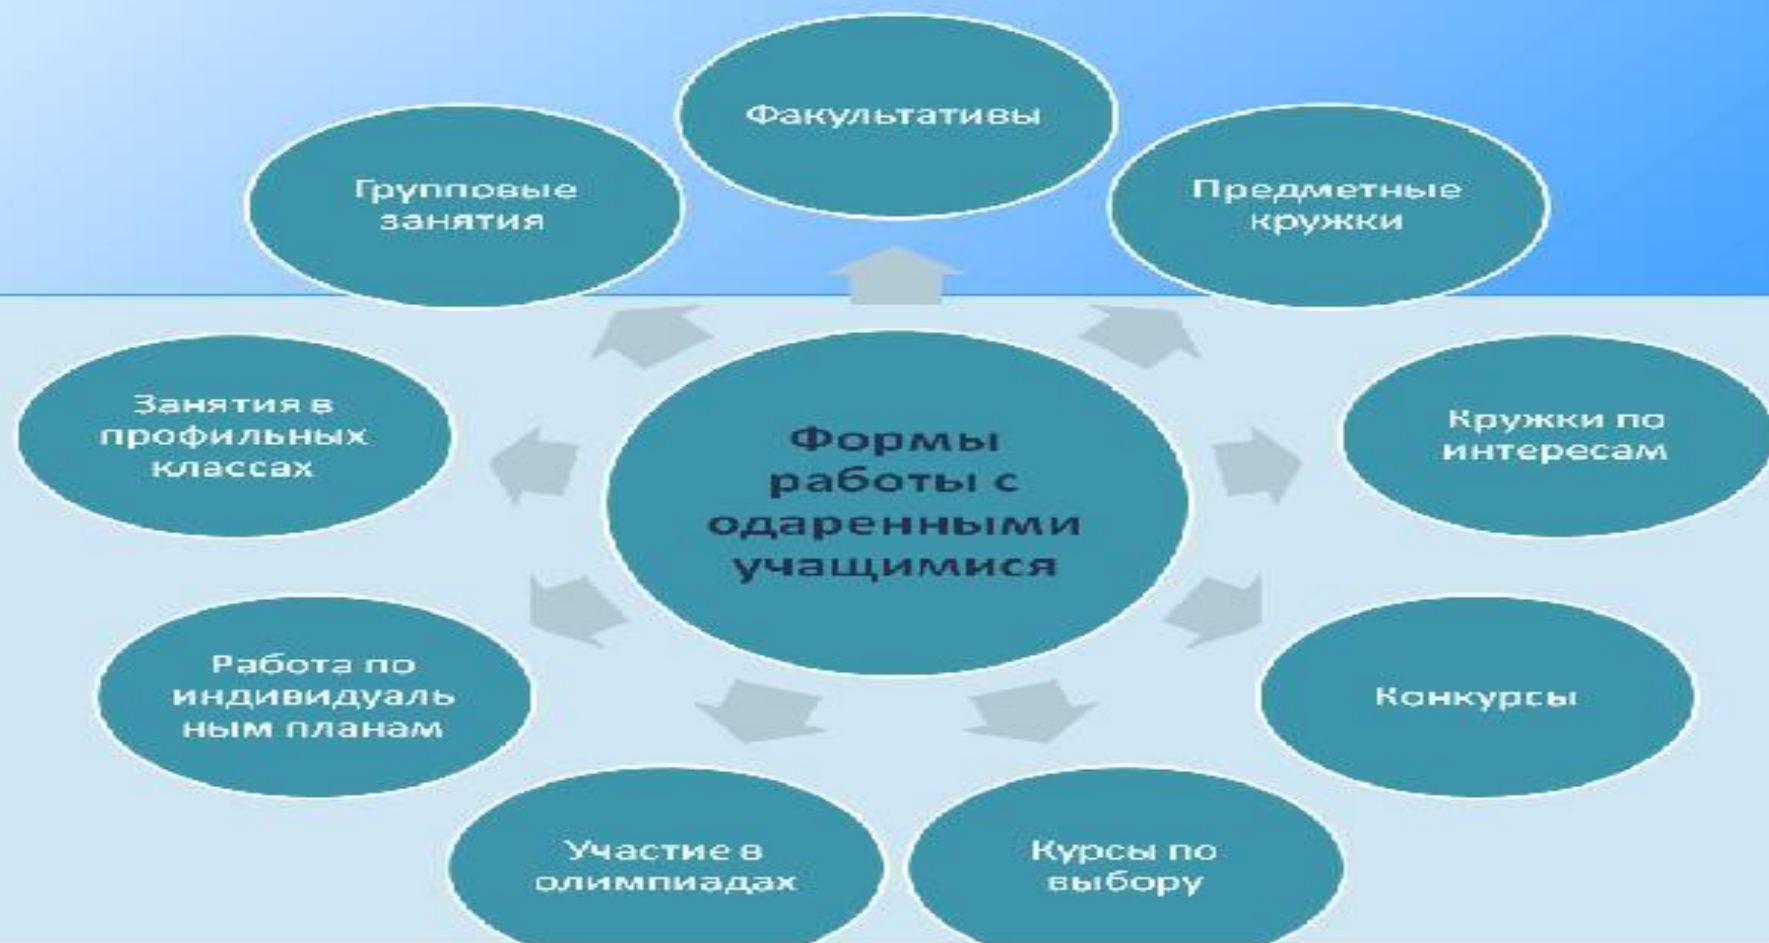 Факультативы
Групповые
занятия
Предметные
кружки
Занятия в
профильных
классах
Формы
работы с
одаренными
учащимися
Кружки по
интересам
Работа по
индивидуаль
ным планам
Конкурсы
Участие в
олимпиадах
Курсы по
выбору